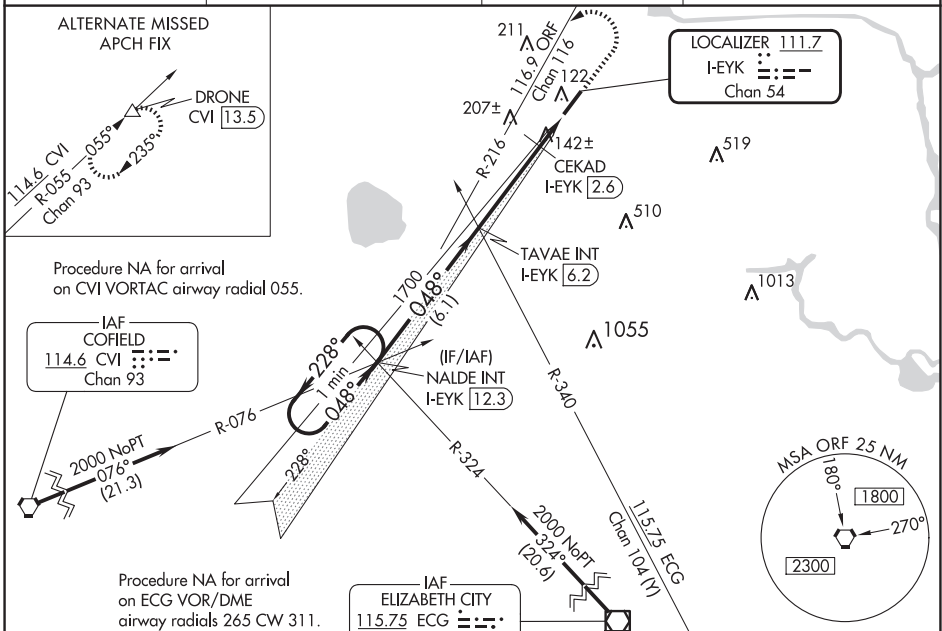 ALTERNATE MISSED
APCH FIX
DRONE
CVI 13.5
055°
235°
114.6 CVI
R-055
Chan 93
211
116.9 ORF
Chan 116
122
207±
R-216
142±
CEKAD
I-EYK 2.6
LOCALIZER 111.7
I-EYK
Chan 54
519
510
TAVAE INT
I-EYK 6.2
1013
1055
Procedure NA for arrival
on CVI VORTAC airway radial 055.
1700
048°
(6.1)
IAF
COFIELD
114.6 CVI
Chan 93
228°
1 min
048°
(IF/IAF)
NALDE INT
I-EYK 12.3
R-340
R-076
2000 NoPT
076°
(21.3)
228°
R-324
2000 NoPT
324°
(20.6)
115.75 ECG
Chan 104 (Y)
MSA ORF 25 NM
180°
1800
270°
2300
Procedure NA for arrival
on ECG VOR/DME
airway radials 265 CW 311.
IAF
ELIZABETH CITY
115.75 ECG